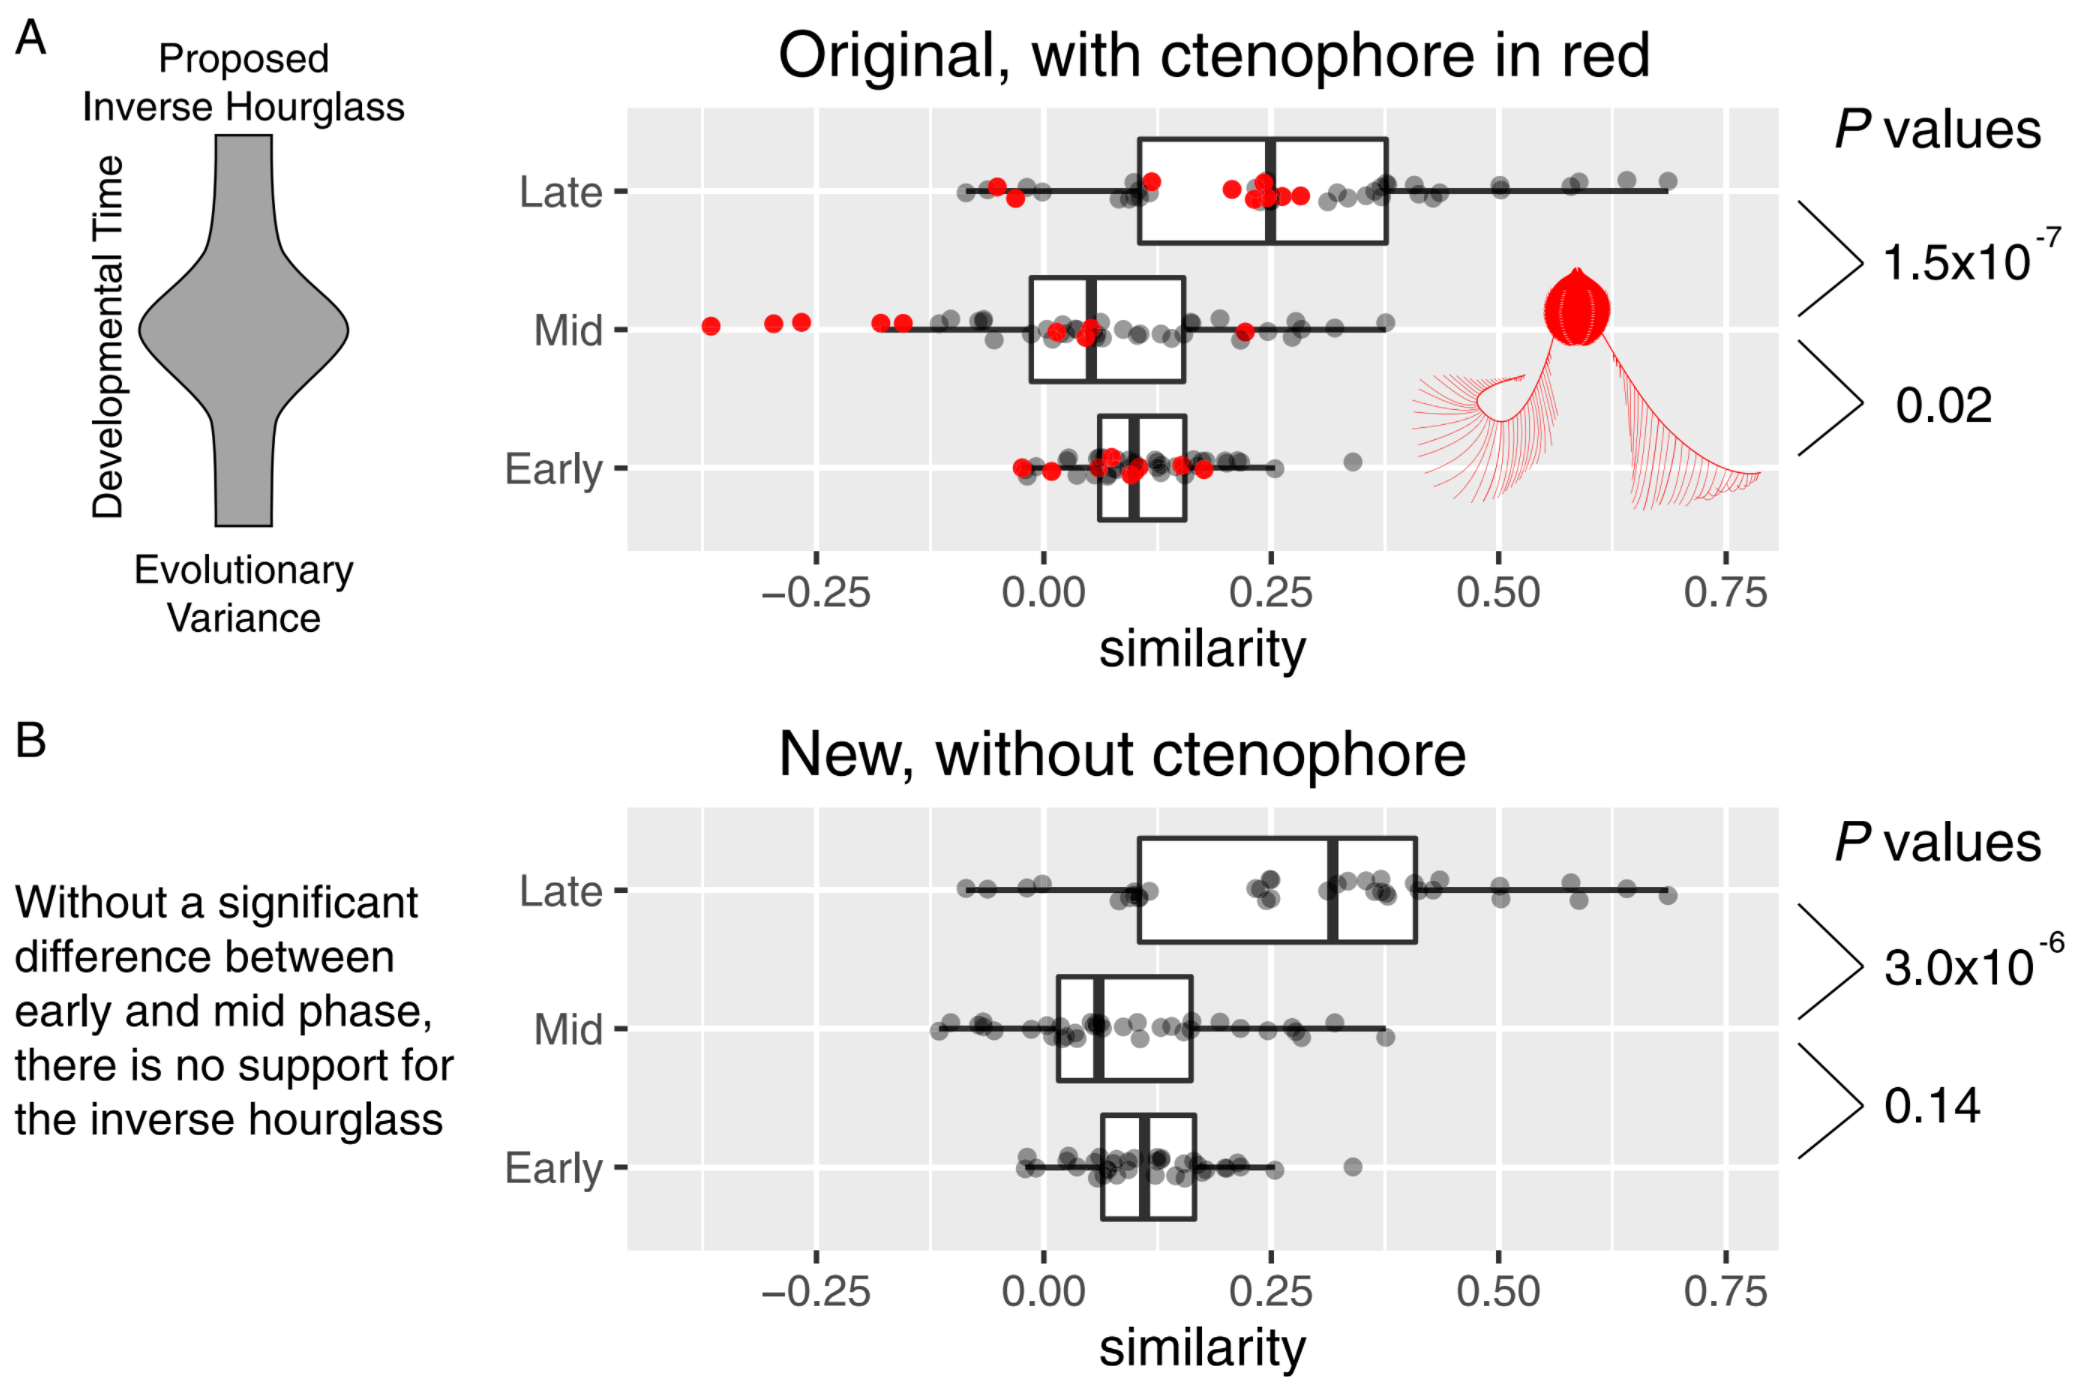 A
Proposed
Inverse Hourglass
Developmental Time
Evolutionary
Variance
Original, with ctenophore in red
Late
Mid
Early
−0.25 0.00 0.25 0.50 0.75
similarity
P values
1.5x10-7
0.02
B
Without a significant
difference between
early and mid phase,
there is no support for
the inverse hourglass
New, without ctenophore
Late
Mid
Early
−0.25 0.00 0.25 0.50 0.75
similarity
P values
3.0x10-6
0.14